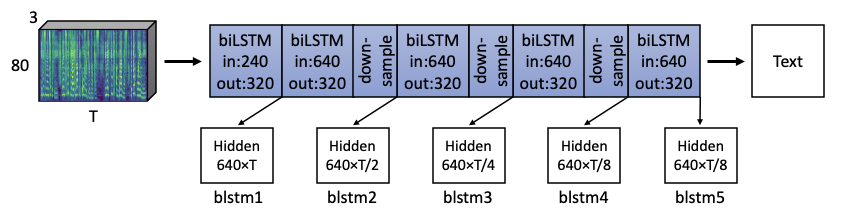 3
80
T
biLSTM
in:240
out:320
biLSTM
in:640
out:320
down-
sample
biLSTM
in:640
out:320
down-
sample
biLSTM
in:640
out:320
down-
sample
biLSTM
in:640
out:320
Text
Hidden
640×T
blstm1
Hidden
640×T/2
blstm2
Hidden
640×T/4
blstm3
Hidden
640×T/8
blstm4
Hidden
640×T/8
blstm5